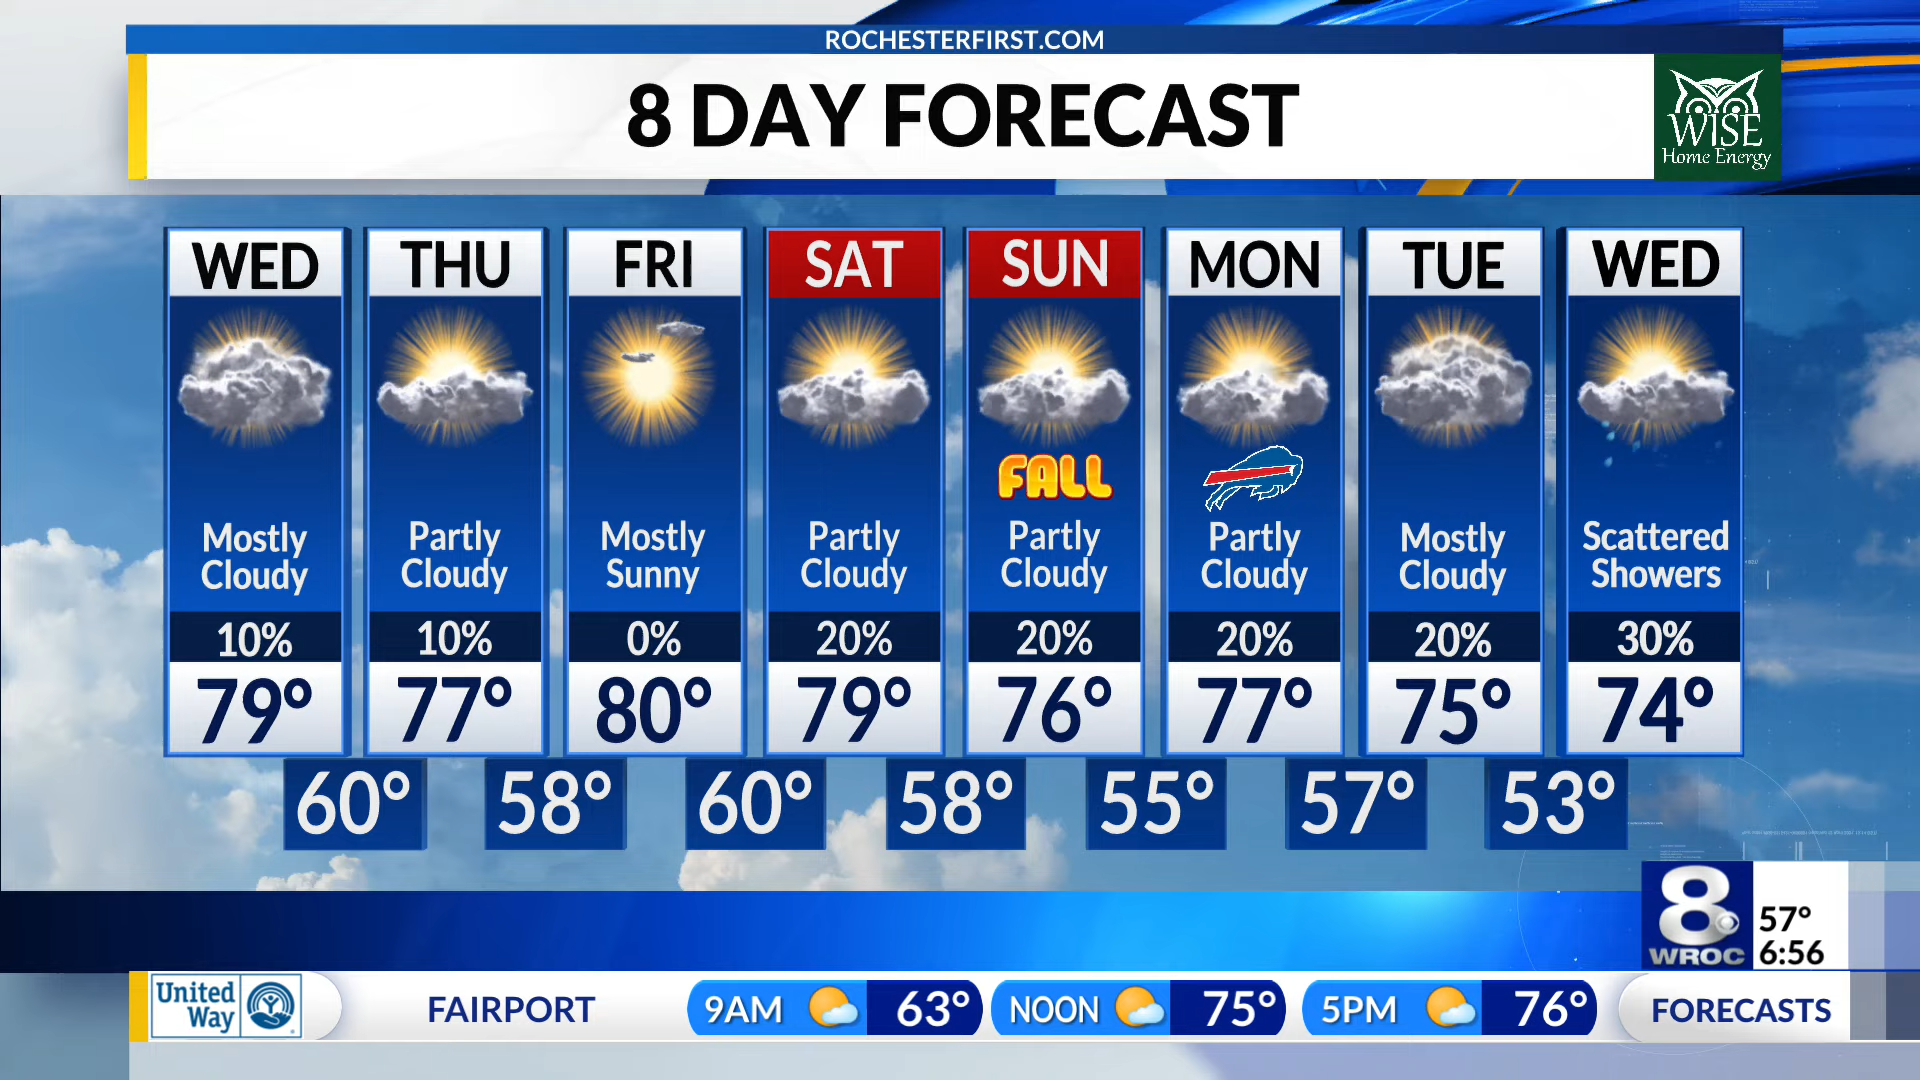 ROCHESTERFIRST.COM
8 DAY FORECAST
WISE
Home Energy
WED THU FRI SAT SUN MON TUE WED
FALL
Mostly Partly Mostly Partly Partly Partly Mostly Scattered
Cloudy Cloudy Sunny Cloudy Cloudy Cloudy Cloudy Showers
10% 10% 0% 20% 20% 20% 20% 30%
79° 77° 80° 79° 76° 77° 75° 74°
60° 58° 60° 58° 55° 57° 53°
8
WROC
57°
6:56
United
Way
FAIRPORT
9AM 63° NOON 75° 5PM 76°
FORECASTS